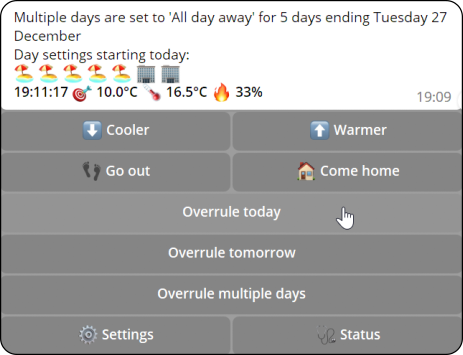 Multiple days are set to 'All day away' for 5 days ending Tuesday 27
December
Day settings starting today:
🏖️ 🏖️ 🏖️ 🏖️ 🏖️ 🏢 🏢
19:11:17 🎯 10.0°C 🌡️ 16.5°C 🔥 33%
19:09
⬇️ Cooler
⬆️ Warmer
👣 Go out
🏠 Come home
Overrule today
Overrule tomorrow
Overrule multiple days
⚙️ Settings
🩺 Status